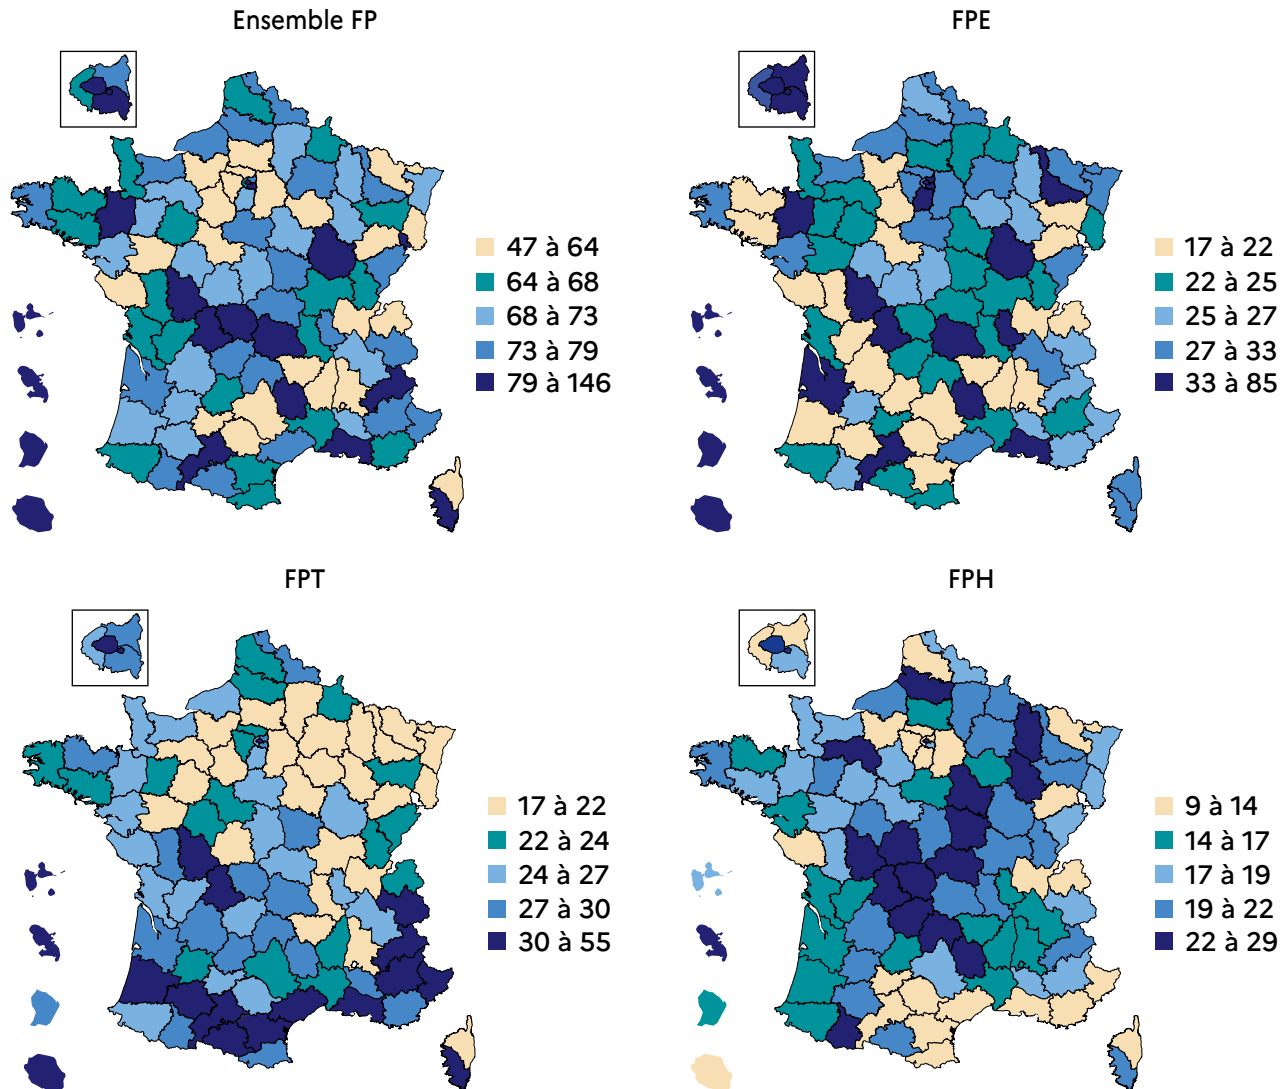 Ensemble FP
FPE
47 à 64
64 à 68
68 à 73
73 à 79
79 à 146
17 à 22
22 à 25
25 à 27
27 à 33
33 à 85
FPT
FPH
17 à 22
22 à 24
24 à 27
27 à 30
30 à 55
9 à 14
14 à 17
17 à 19
19 à 22
22 à 29